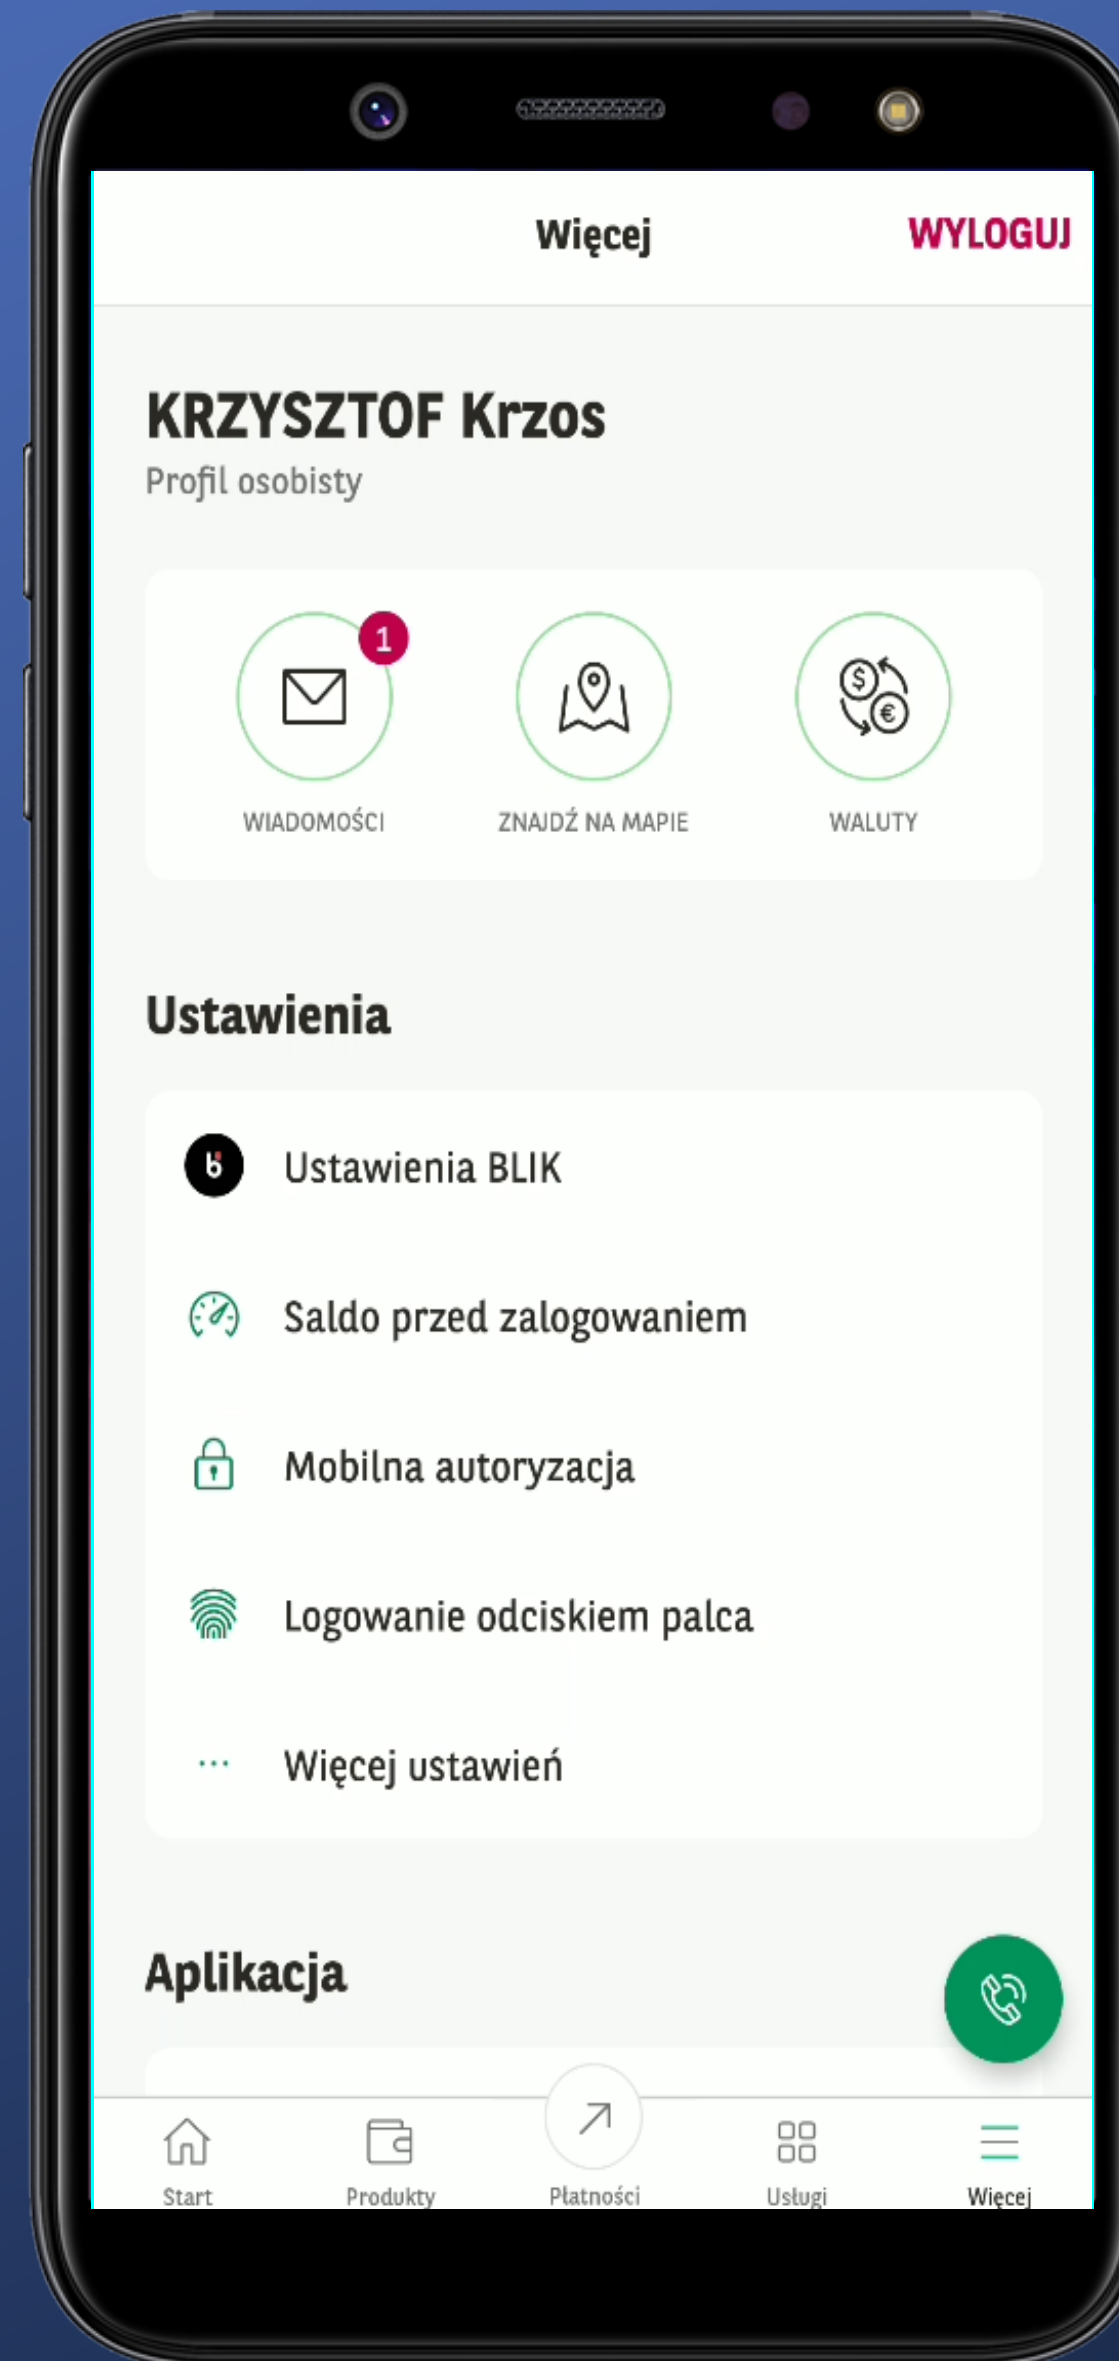 Więcej
WYLOGUJ
KRZYSZTOF Krzos
Profil osobisty
1
WIADOMOŚCI
ZNAJDŹ NA MAPIE
WALUTY
Ustawienia
Ustawienia BLIK
Saldo przed zalogowaniem
Mobilna autoryzacja
Logowanie odciskiem palca
Więcej ustawień
Aplikacja
Start
Produkty
Płatności
Usługi
Więcej